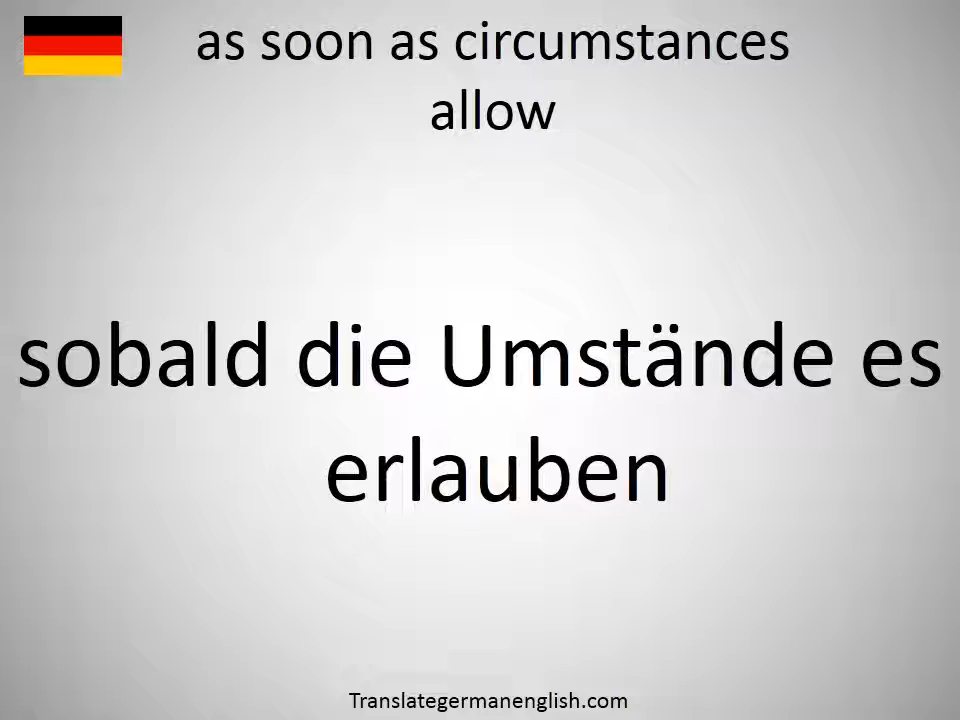 as soon as circumstances
allow
sobald die Umstände es
erlauben
Translategermanenglish.com